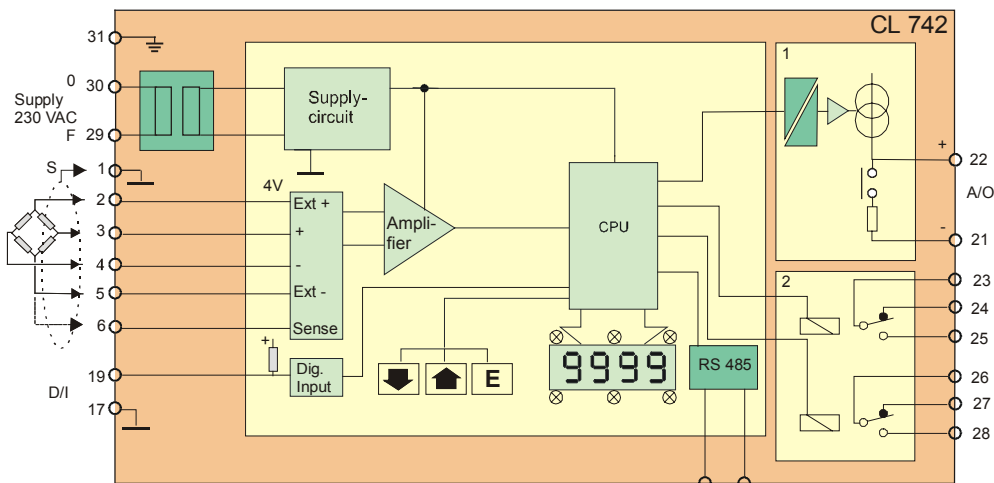 CL 742
31
0 30
Supply
230 VAC
F 29
S 1
2
3
4
5
6
19
D/I
17
Supply-
circuit
4V
Ext +
+
-
Ext -
Sense
Ampli-
fier
CPU
+
Dig.
Input
E
9999
RS 485
1
+
22
A/O
-
21
2
23
24
25
26
27
28